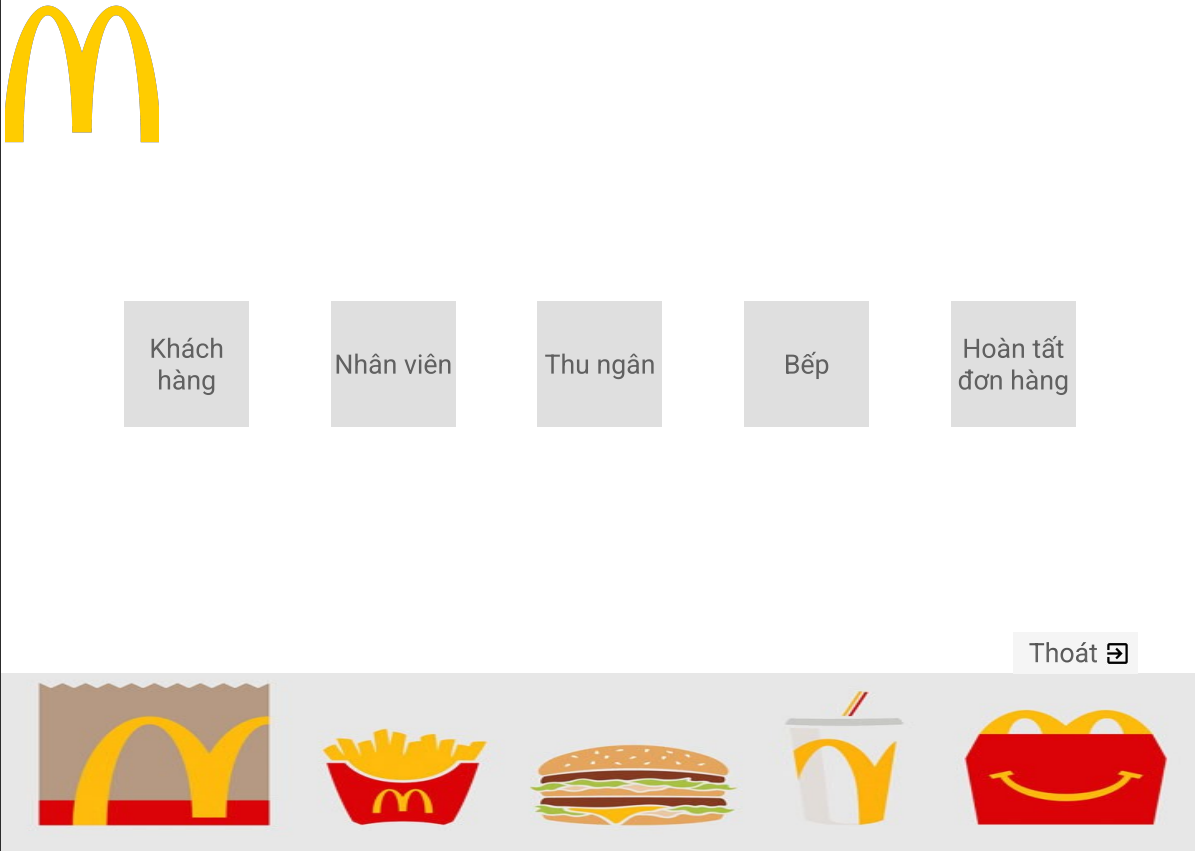 Khách
hàng
Nhân viên
Thu ngân
Bếp
Hoàn tất
đơn hàng
Thoát